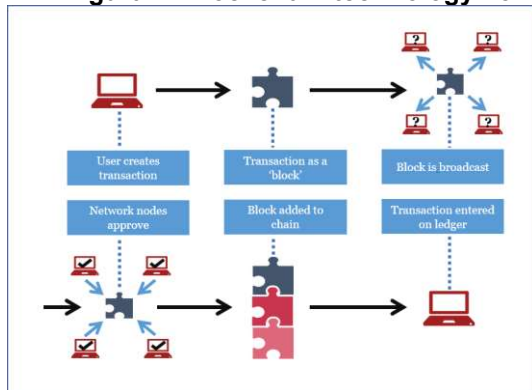 User creates
transaction
Transaction as a
‘block’
Block is broadcast
Network nodes
approve
Block added to
chain
Transaction entered
on ledger